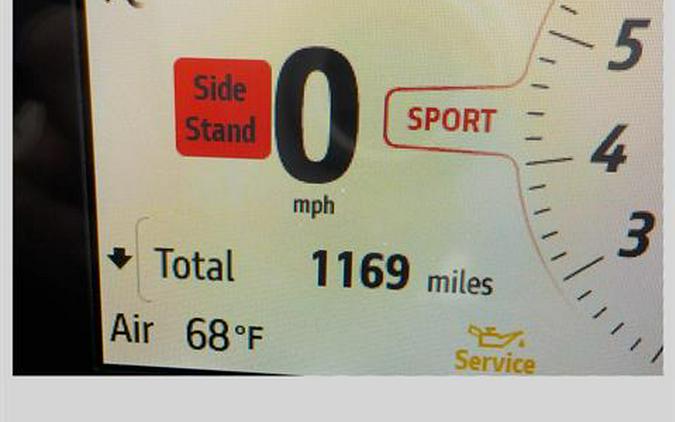 5
Side
Stand
0
SPORT
4
mph
3
Total 1169 miles
Air 68°F
Service